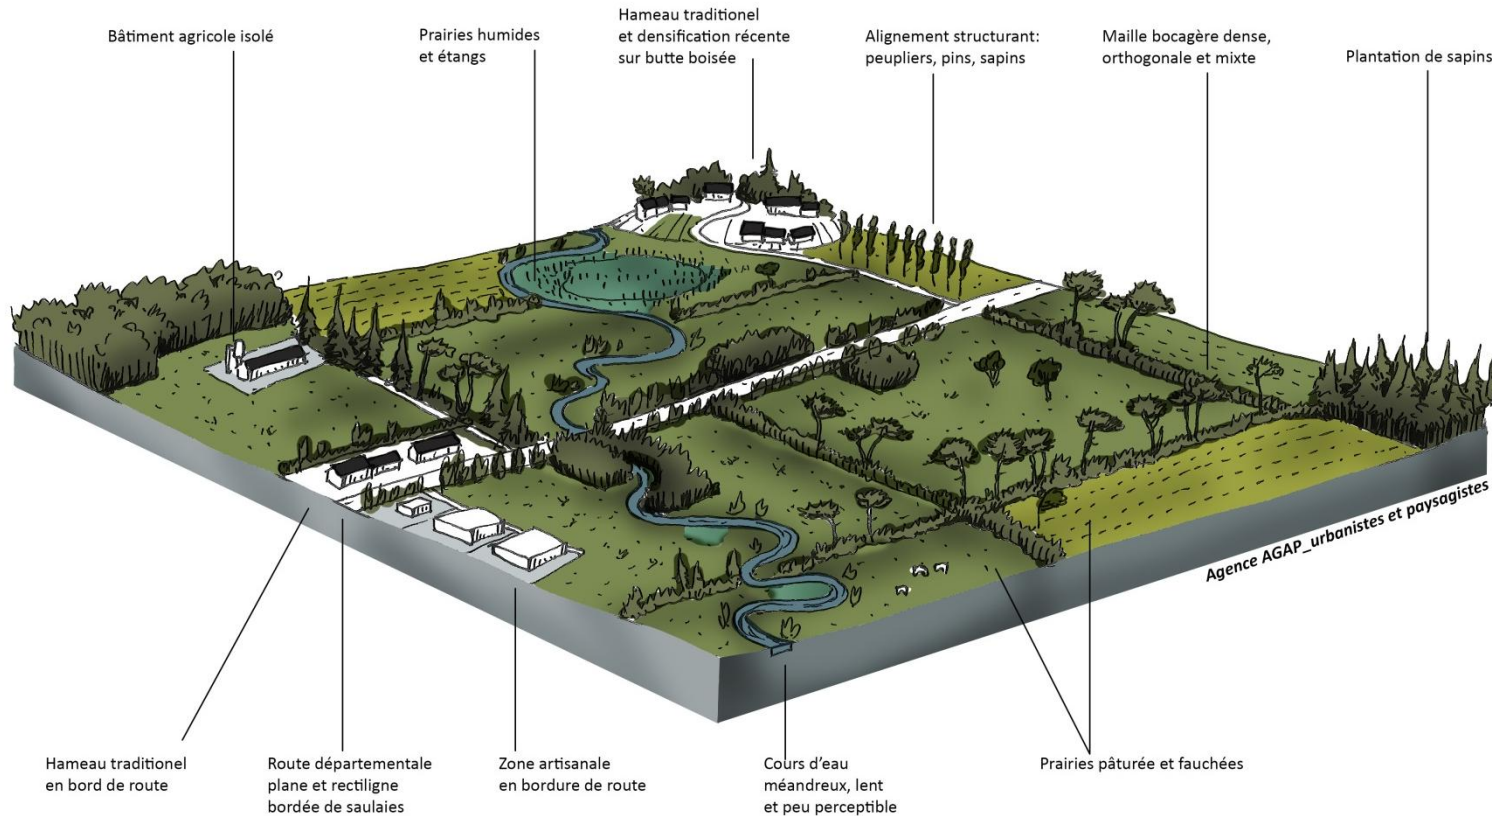 Bâtiment agricole isolé
Prairies humides
et étangs
Hameau traditionel
et densification récente
sur butte boisée
Alignement structurant:
peupliers, pins, sapins
Maille bocagère dense,
orthogonale et mixte
Plantation de sapins
Agence AGAP_urbanistes et paysagistes
Hameau traditionel
en bord de route
Route départementale
plane et rectiligne
bordée de saulaies
Zone artisanale
en bordure de route
Cours d'eau
méandreux, lent
et peu perceptible
Prairies pâturée et fauchées